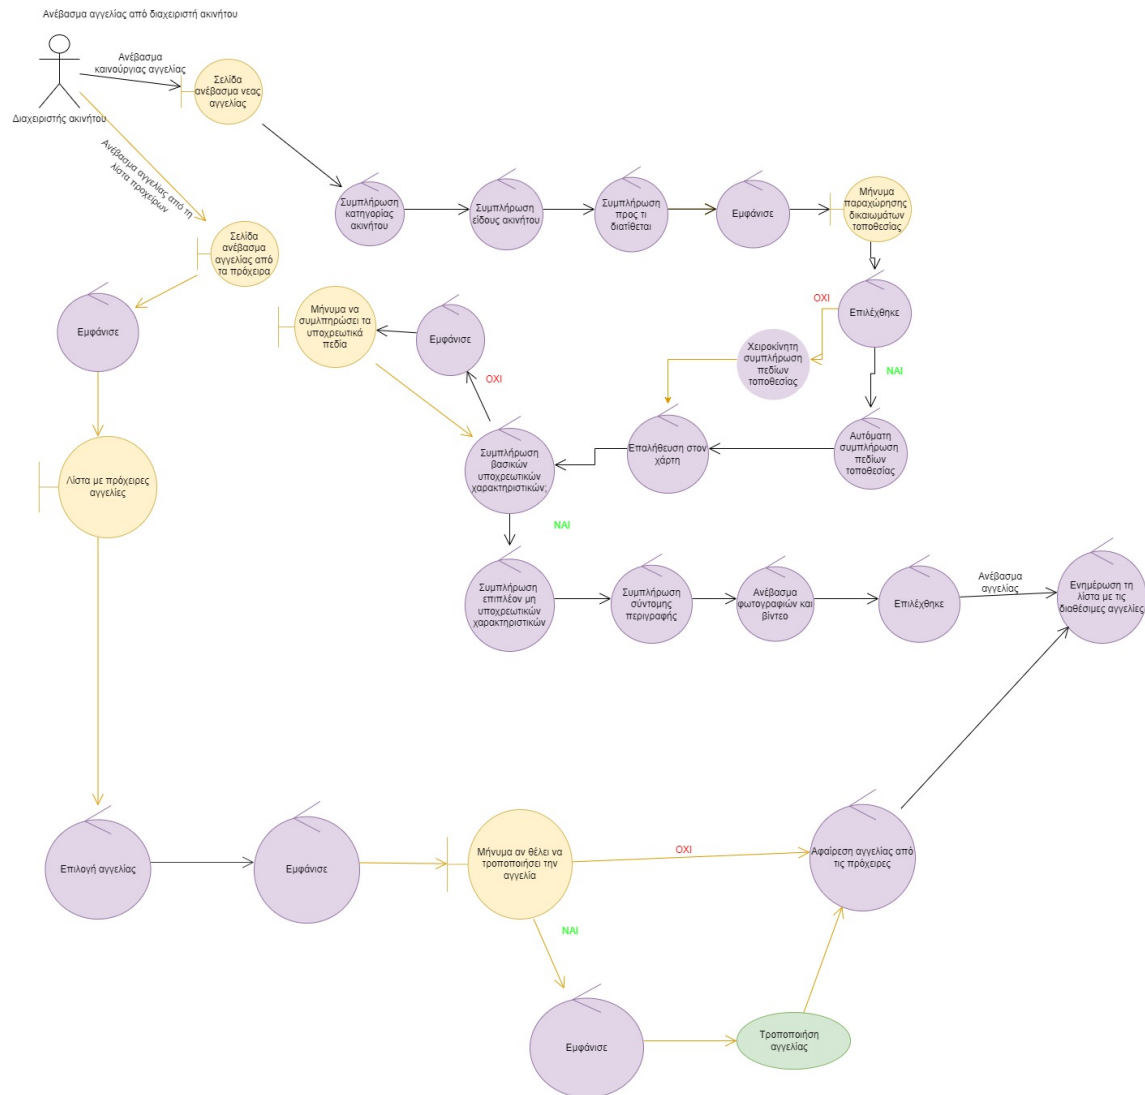 Ανέβασμα αγγελίας από διαχειριστή ακινήτου
Ανέβασμα
καινούργιας αγγελίας
Σελίδα
ανέβασμα νεας
αγγελίας
Διαχειριστής ακινήτου
Ανέβασμα αγγελίας από τη
λίστα προχείρων
Συμπλήρωση
κατηγορίας
ακινήτου
Συμπλήρωση
είδους ακινήτου
Συμπλήρωση
προς τι
διατίθεται
Εμφάνισε
Μήνυμα
παραχώρησης
δικαιωμάτων
τοποθεσίας
Σελίδα
ανέβασμα
αγγελίας από
τα πρόχειρα
Εμφάνισε
Μήνυμα να
συμλπηρώσει τα
υποχρεωτικά
πεδία
Εμφάνισε
ΟΧΙ
Επιλέχθηκε
Χειροκίνητη
συμπλήρωση
πεδίων
τοποθεσίας
ΝΑΙ
ΟΧΙ
Λίστα με πρόχειρες
αγγελίες
Συμπλήρωση
βασικών
υποχρεωτικών
χαρακτηριστικών;
Επαλήθευση στον
χάρτη
Αυτόματη
συμπλήρωση
πεδίων
τοποθεσίας
ΝΑΙ
Συμπλήρωση
επιπλέον μη
υποχρεωτικών
χαρακτηριστικών
Συμπλήρωση
σύντομης
περιγραφής
Ανέβασμα
φωτογραφιών και
βίντεο
Επιλέχθηκε
Ανέβασμα
αγγελίας
Ενημέρωση τη
λίστα με τις
διαθέσιμες αγγελίες
Επιλογή αγγελίας
Εμφάνισε
Μήνυμα αν θέλει να
τροποποιήσει την
αγγελία
ΟΧΙ
Αφαίρεση αγγελίας από
τις πρόχειρες
ΝΑΙ
Εμφάνισε
Τροποποιήση
αγγελίας